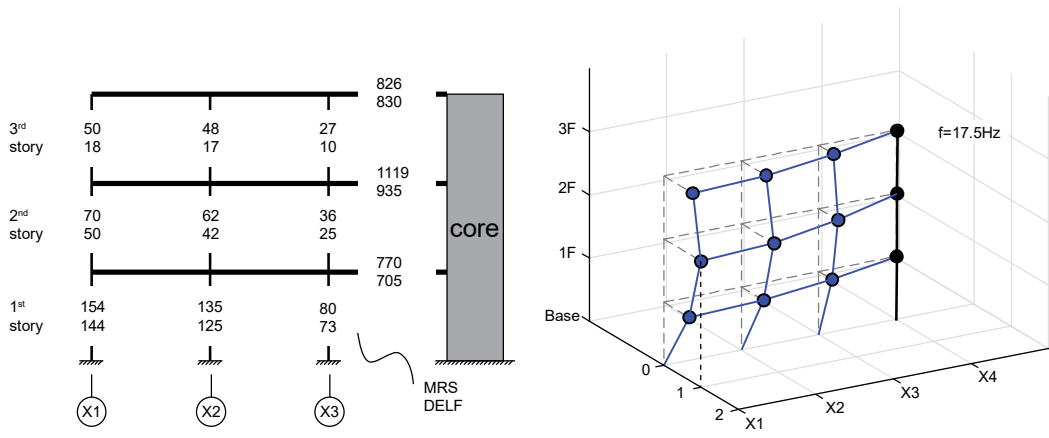 826
830
3rd 50 48 27
story 18 17 10
1119
935
2nd 70 62 36
story 50 42 25
core
770
705
1st 154 135 80
story 144 125 73
MRS
DELF
X1 X2 X3
f=17.5Hz
3F
2F
1F
Base
0
1
2
X1
X2
X3
X4